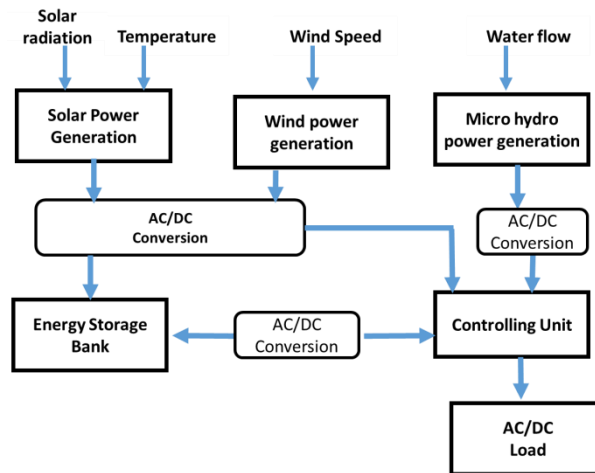 Solar
radiation
Temperature
Wind Speed
Water flow
Solar Power
Generation
Wind power
generation
Micro hydro
power generation
AC/DC
Conversion
AC/DC
Conversion
Energy Storage
Bank
AC/DC
Conversion
Controlling Unit
AC/DC
Load